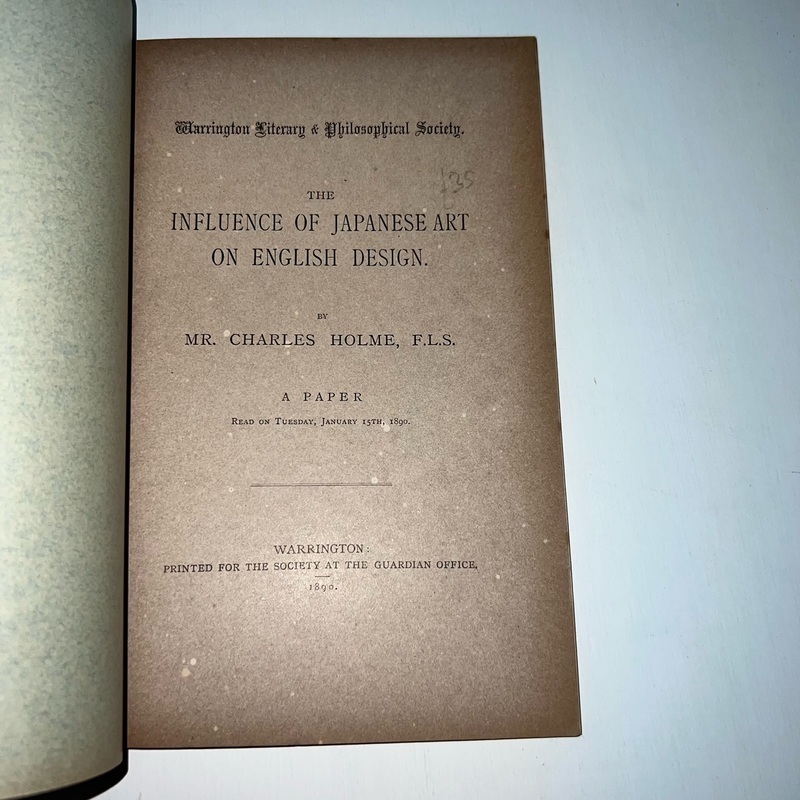 Warrington Literary & Philosophical Society.
£35
THE
INFLUENCE OF JAPANESE ART
ON ENGLISH DESIGN.
BY
MR. CHARLES HOLME, F.L.S.
A PAPER
READ ON TUESDAY, JANUARY 15TH, 1890.
WARRINGTON:
PRINTED FOR THE SOCIETY AT THE GUARDIAN OFFICE,
1890.